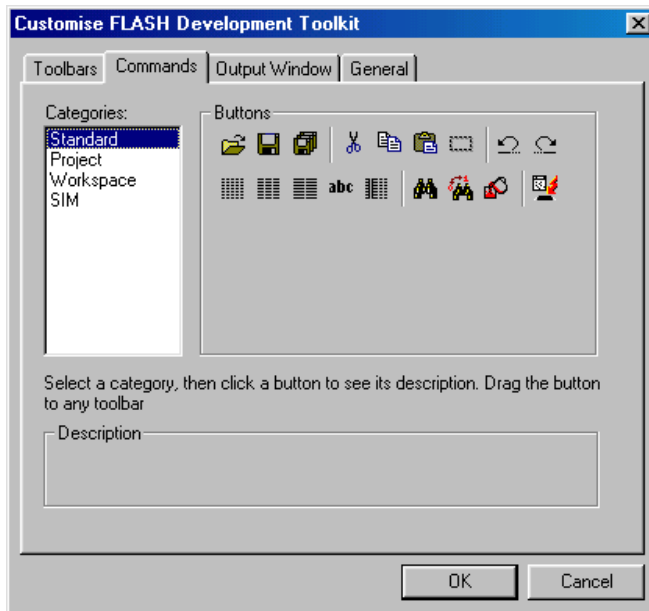 Customise FLASH Development Toolkit
Toolbars Commands Output Window General
Categories:
Buttons
Standard
Project
Workspace
SIM
abc
Select a category, then click a button to see its description. Drag the button
to any toolbar
Description
OK Cancel